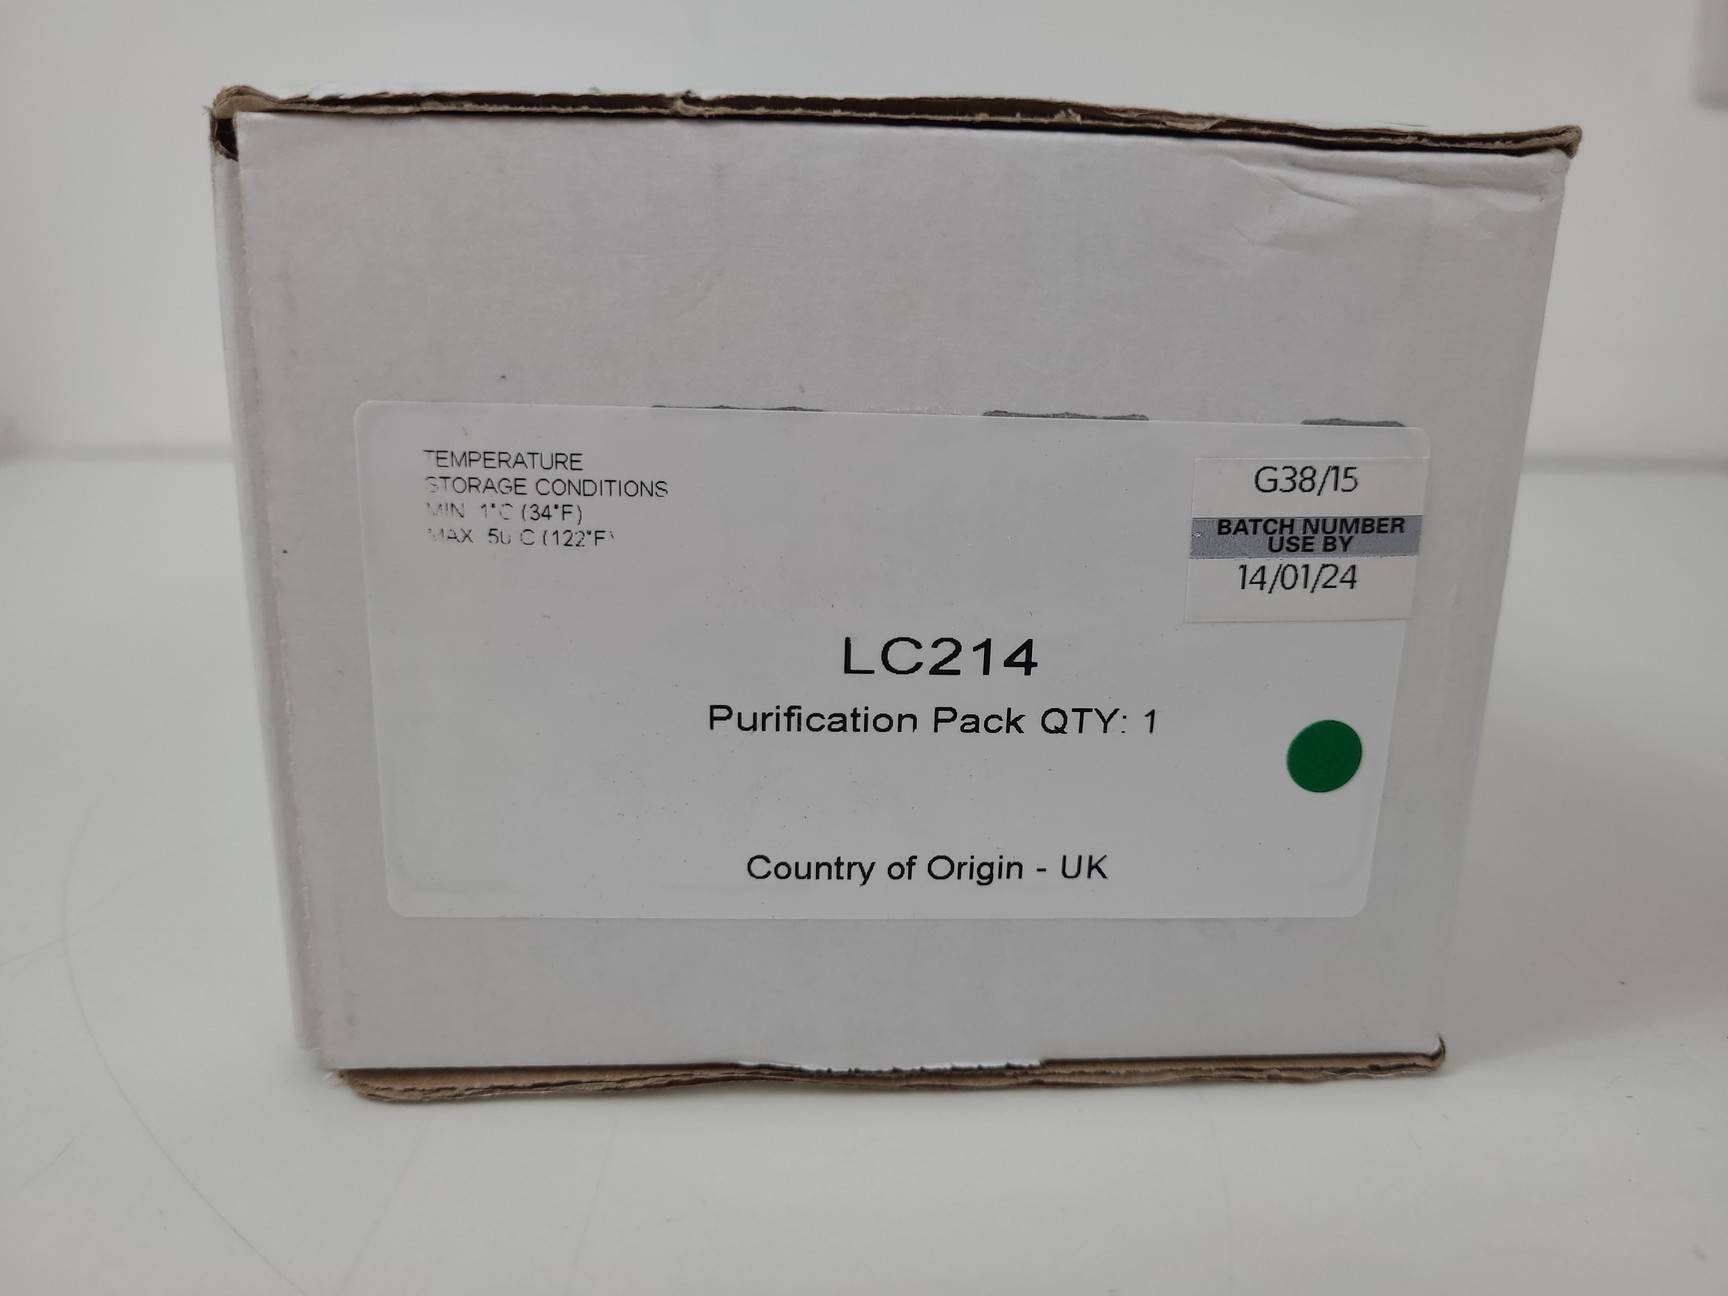 TEMPERATURE
STORAGE CONDITIONS
MIN 1°C (34°F)
MAX 50°C (122°F)
G38/15
BATCH NUMBER
USE BY
14/01/24
LC214
Purification Pack QTY: 1
Country of Origin - UK